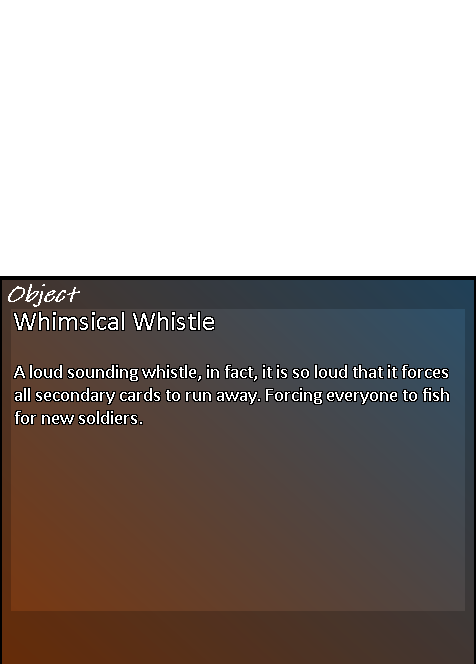 Object
Whimsical Whistle
A loud sounding whistle, in fact, it is so loud that it forces
all secondary cards to run away. Forcing everyone to fish
for new soldiers.